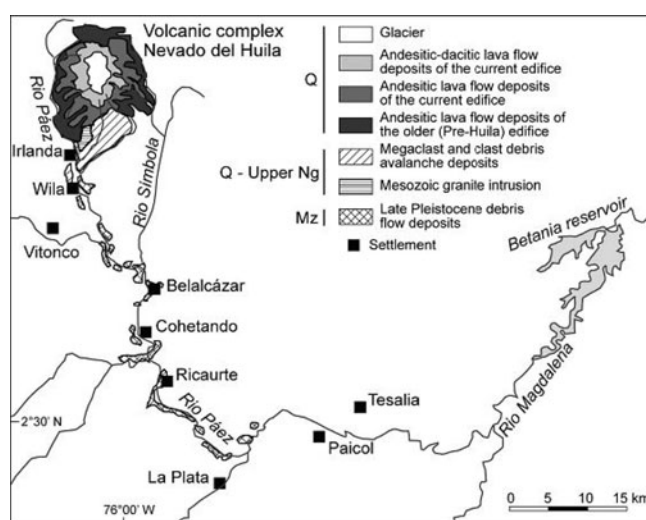 Volcanic complex
Nevado del Huila
Río Páez
Río Símbola
Irlanda
Wila
Vitonco
Belalcázar
Cohetando
Ricaurte
Río Páez
2°30' N
La Plata
76°00' W
Tesalia
Paicol
Río Magdalena
Betania reservoir
Q
Glacier
Andesitic-dacitic lava flow
deposits of the current edifice
Andesitic lava flow deposits
of the current edifice
Andesitic lava flow deposits of
the older (Pre-Huila) edifice
Q - Upper Ng
Megaclast and clast debris
avalanche deposits
Mesozoic granite intrusion
Mz
Late Pleistocene debris
flow deposits
Settlement
0 5 10 15 km